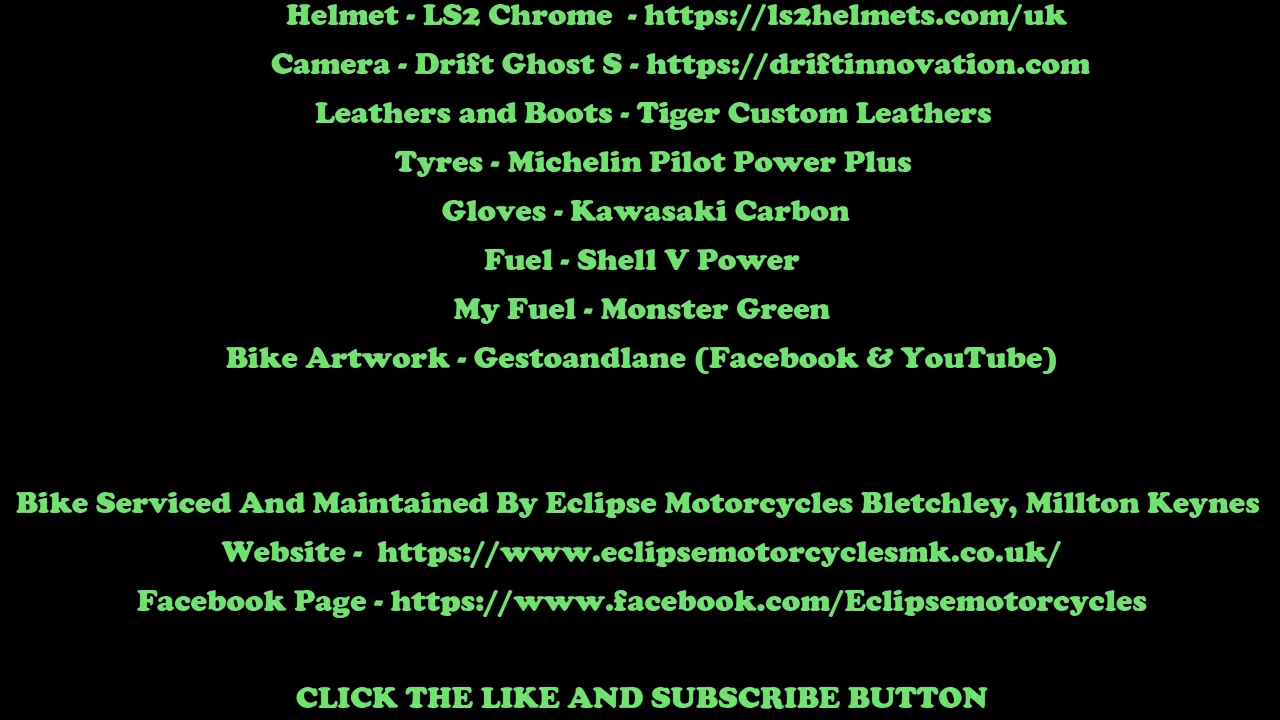 Helmet - LS2 Chrome  - https://ls2helmets.com/uk
Camera - Drift Ghost S - https://driftinnovation.com
Leathers and Boots - Tiger Custom Leathers
Tyres - Michelin Pilot Power Plus
Gloves - Kawasaki Carbon
Fuel - Shell V Power
My Fuel - Monster Green
Bike Artwork - Gestoandlane (Facebook & YouTube)
Bike Serviced And Maintained By Eclipse Motorcycles Bletchley, Millton Keynes
Website -  https://www.eclipsemotorcyclesmk.co.uk/
Facebook Page - https://www.facebook.com/Eclipsemotorcycles
CLICK THE LIKE AND SUBSCRIBE BUTTON